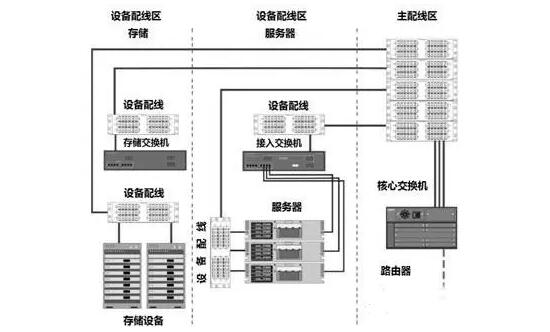 设备配线区
存储
设备配线区
服务器
主配线区
设备配线
存储交换机
设备配线
接入交换机
设备配线
存储设备
服务器
设备配线
核心交换机
路由器